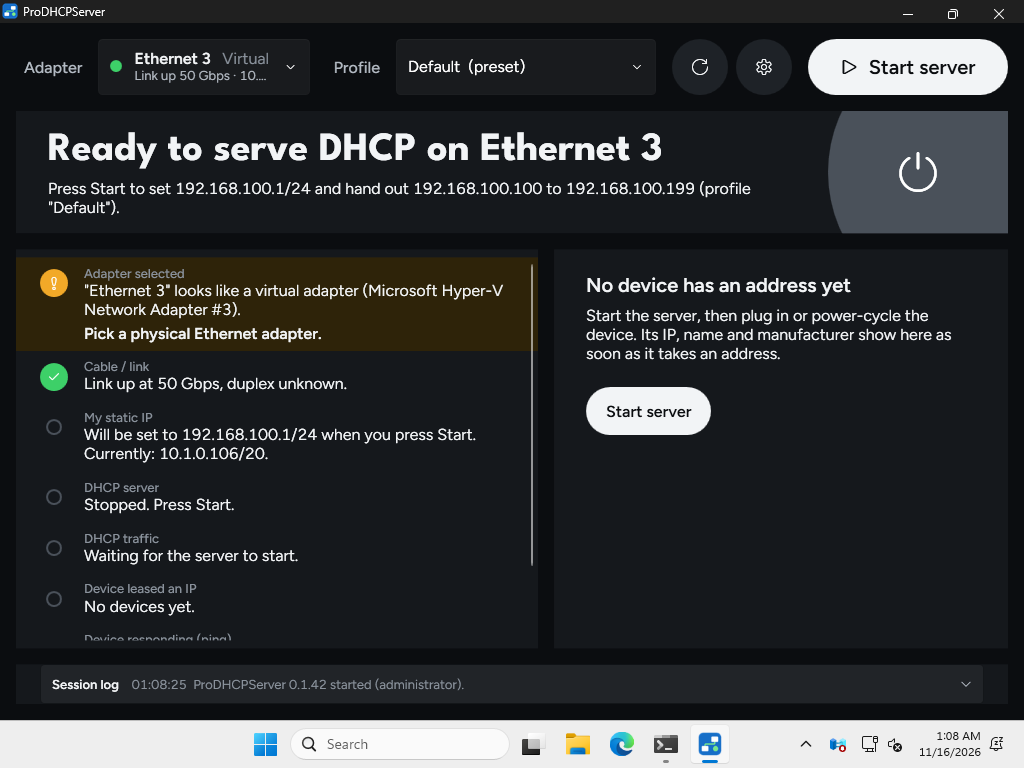 ProDHCPServer
Adapter
Ethernet 3 Virtual
Link up 50 Gbps · 10....
Profile
Default (preset)
Start server
Ready to serve DHCP on Ethernet 3
Press Start to set 192.168.100.1/24 and hand out 192.168.100.100 to 192.168.100.199 (profile
"Default").
Adapter selected
"Ethernet 3" looks like a virtual adapter (Microsoft Hyper-V
Network Adapter #3).
Pick a physical Ethernet adapter.
Cable / link
Link up at 50 Gbps, duplex unknown.
My static IP
Will be set to 192.168.100.1/24 when you press Start.
Currently: 10.1.0.106/20.
DHCP server
Stopped. Press Start.
DHCP traffic
Waiting for the server to start.
Device leased an IP
No devices yet.
Device responding (ping)
No device has an address yet
Start the server, then plug in or power-cycle the
device. Its IP, name and manufacturer show here as
soon as it takes an address.
Start server
Session log 01:08:25 ProDHCPServer 0.1.42 started (administrator).
Search
1:08 AM
11/16/2026